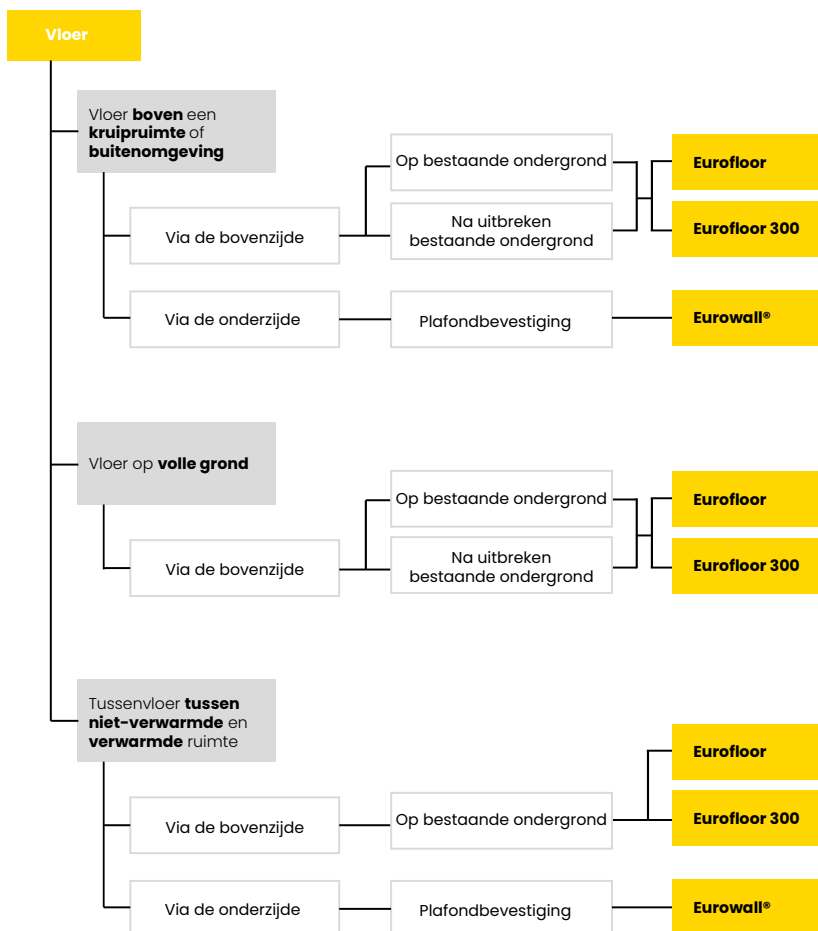 Vloer
Vloer boven een
kruipruimte of
buitenomgeving
Op bestaande ondergrond
Eurofloor
Via de bovenzijde
Na uitbreken
bestaande ondergrond
Eurofloor 300
Via de onderzijde
Plafondbevestiging
Eurowall®
Vloer op volle grond
Op bestaande ondergrond
Eurofloor
Via de bovenzijde
Na uitbreken
bestaande ondergrond
Eurofloor 300
Tussenvloer tussen
niet-verwarmde en
verwarmde ruimte
Eurofloor
Via de bovenzijde
Op bestaande ondergrond
Eurofloor 300
Via de onderzijde
Plafondbevestiging
Eurowall®